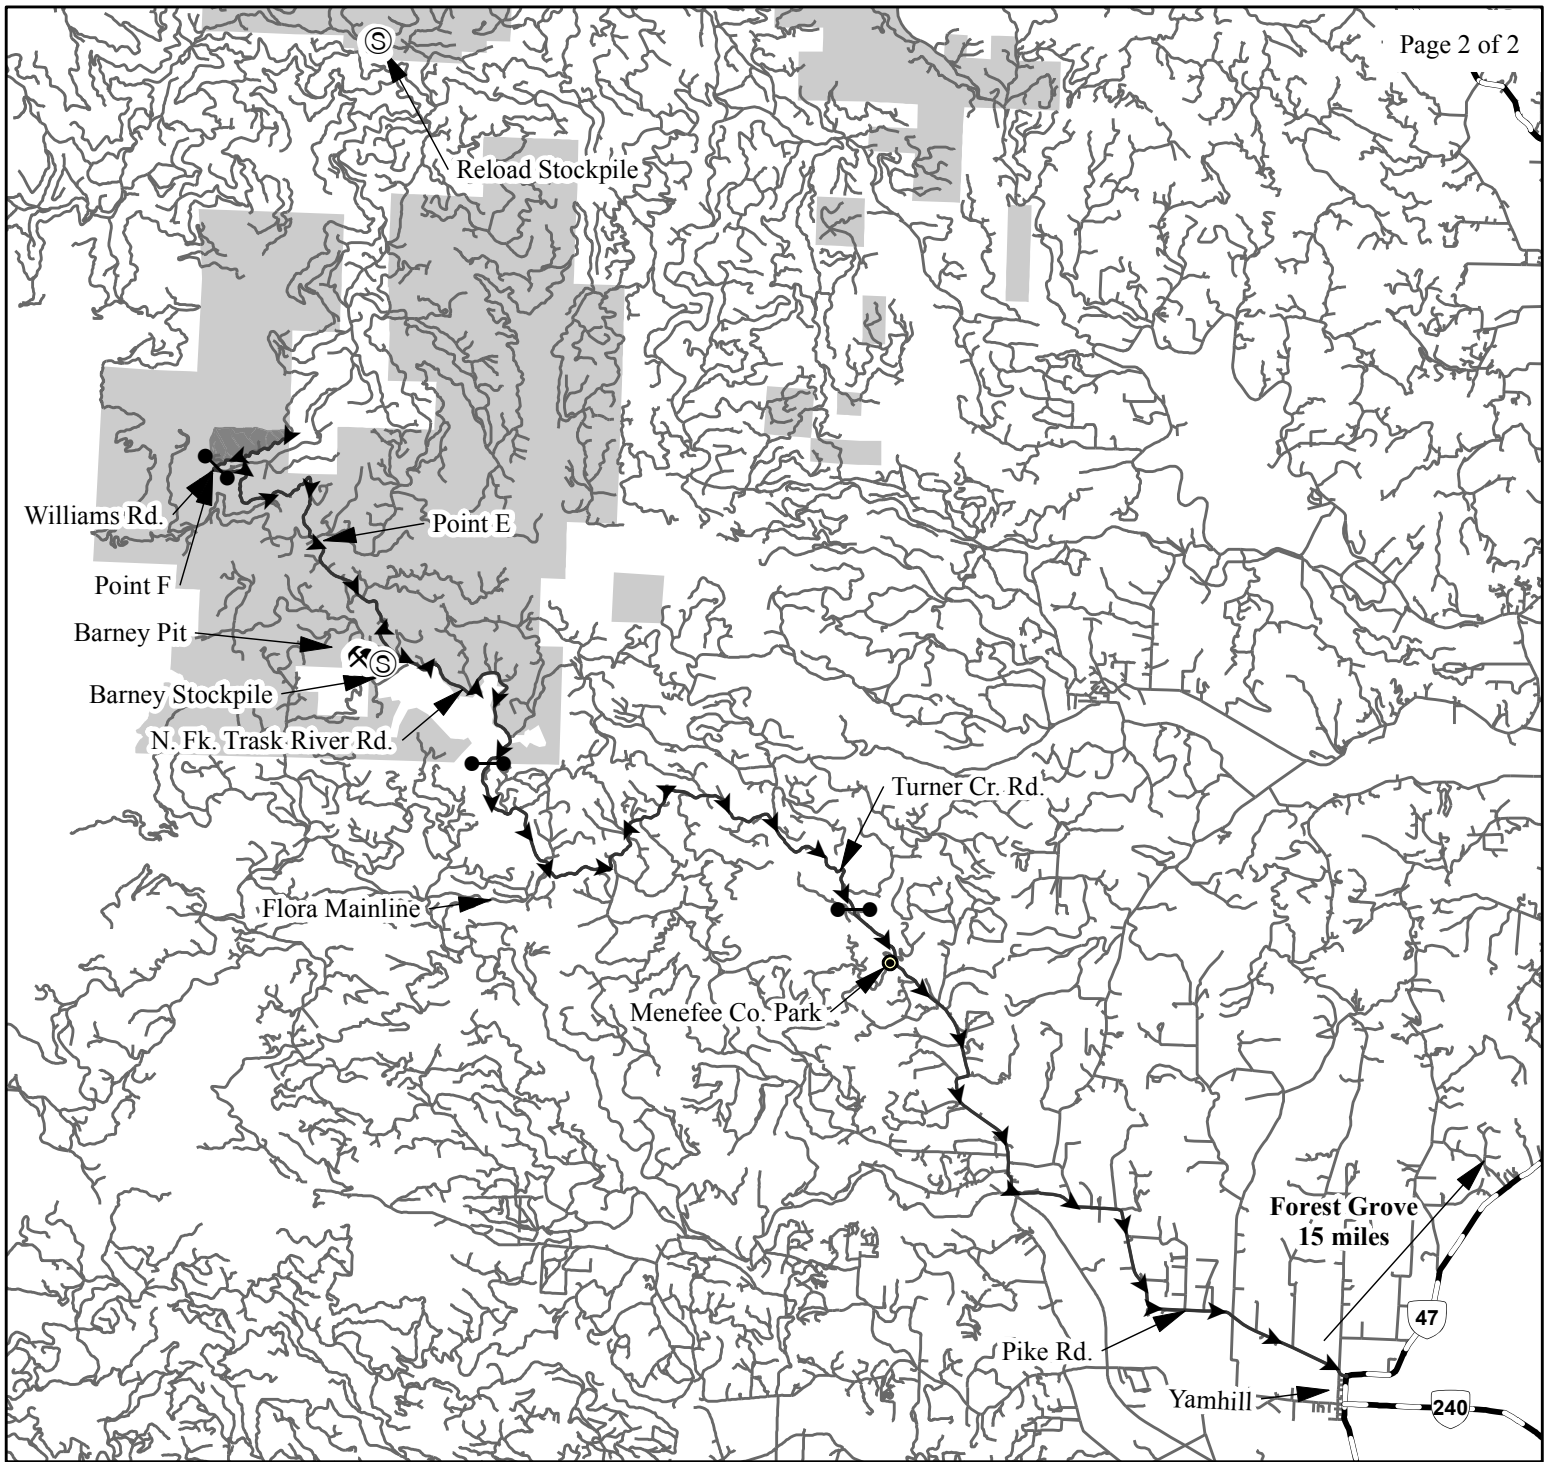 Page 2 of 2
Reload Stockpile
Williams Rd.
Point E
Point F
Barney Pit
Barney Stockpile
N. Fk. Trask River Rd.
Turner Cr. Rd.
Flora Mainline
Menefee Co. Park
Forest Grove
15 miles
47
Pike Rd.
Yamhill
240
S
S